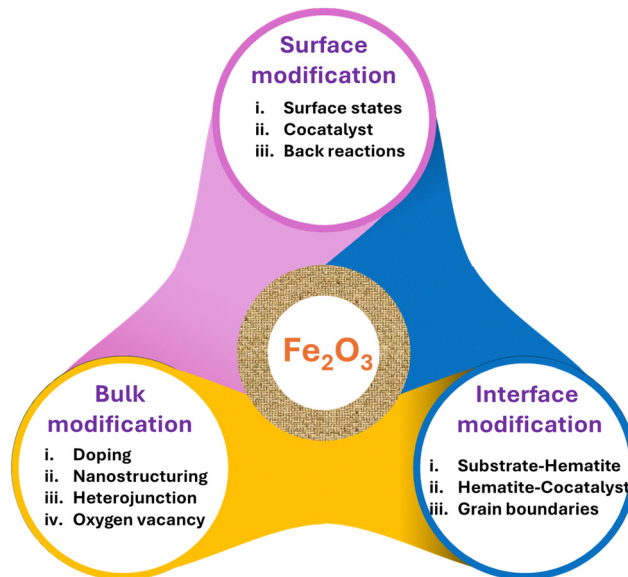 Surface
modification
i. Surface states
ii. Cocatalyst
iii. Back reactions
Fe₂O₃
Bulk
modification
i. Doping
ii. Nanostructuring
iii. Heterojunction
iv. Oxygen vacancy
Interface
modification
i. Substrate-Hematite
ii. Hematite-Cocatalyst
iii. Grain boundaries